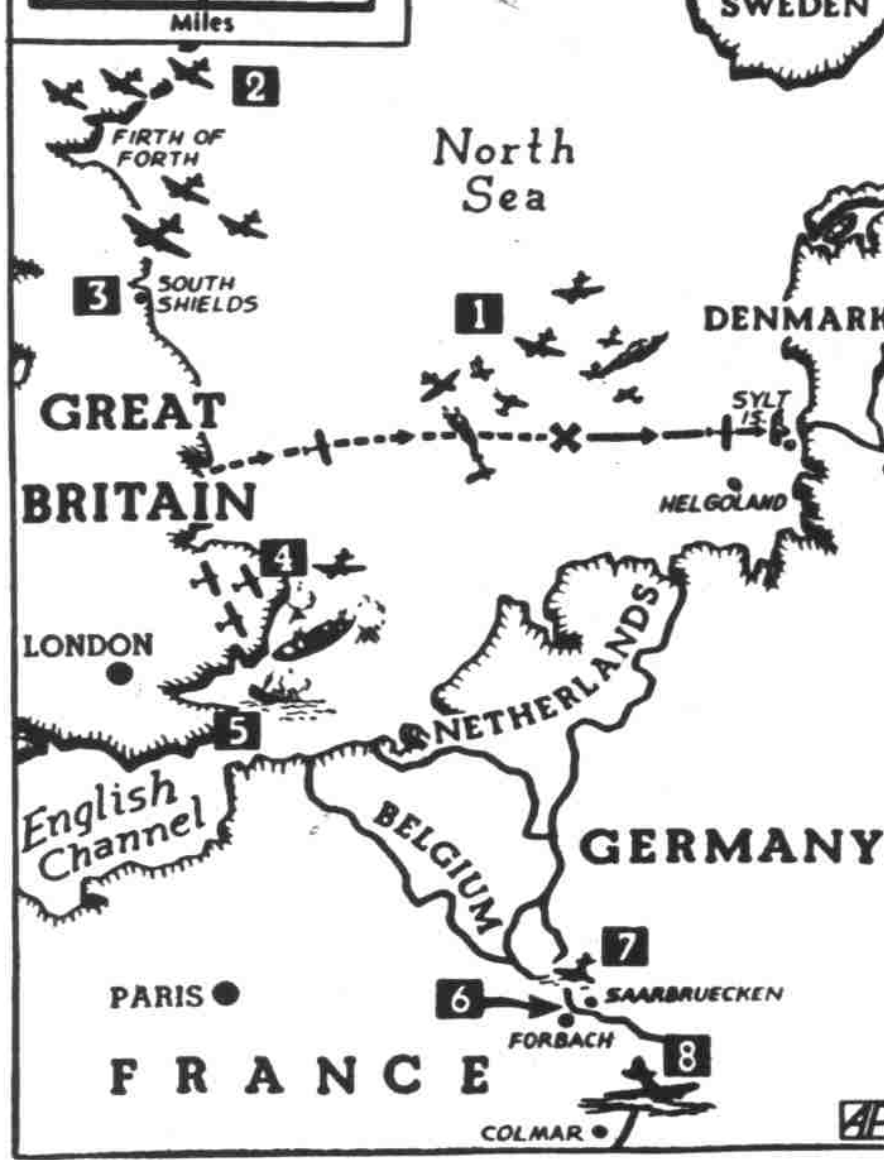 Miles
SWEDEN
2
FIRTH OF
FORTH
North
Sea
3
SOUTH
SHIELDS
1
DENMARK
GREAT
BRITAIN
SYLT
IS.
HELGOLAND
4
LONDON
NETHERLANDS
5
English
Channel
BELGIUM
GERMANY
7
PARIS
6
SAARBRUECKEN
FORBACH
8
FRANCE
COLMAR